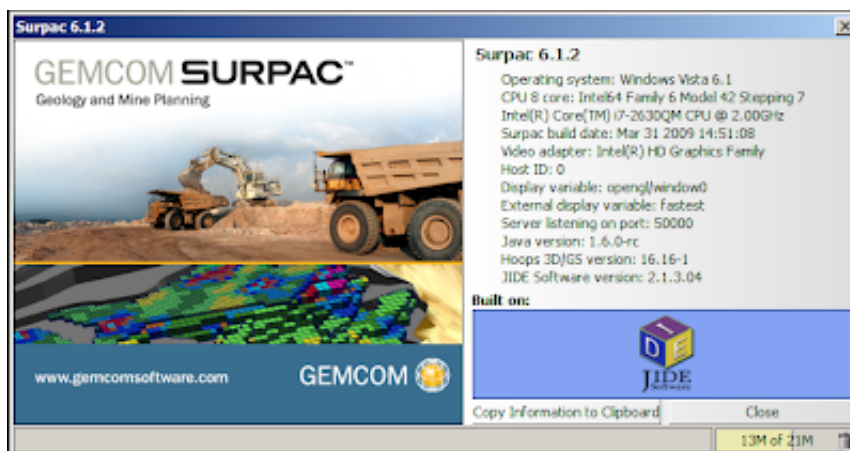 Surpac 6.1.2
GEMCOM SURPAC™
Geology and Mine Planning
www.gemcomsoftware.com
GEMCOM
Surpac 6.1.2
Operating system: Windows Vista 6.1
CPU 8 core: Intel64 Family 6 Model 42 Stepping 7
Intel(R) Core(TM) i7-2630QM CPU @ 2.00GHz
Surpac build date: Mar 31 2009 14:51:08
Video adapter: Intel(R) HD Graphics Family
Host ID: 0
Display variable: opengl/window0
External display variable: fastest
Server listening on port: 50000
Java version: 1.6.0-rc
Hoops 3D/GS version: 16.16-1
JIDE Software version: 2.1.3.04
Built on:
JIDE
Software
Copy Information to Clipboard
Close
13M of 21M